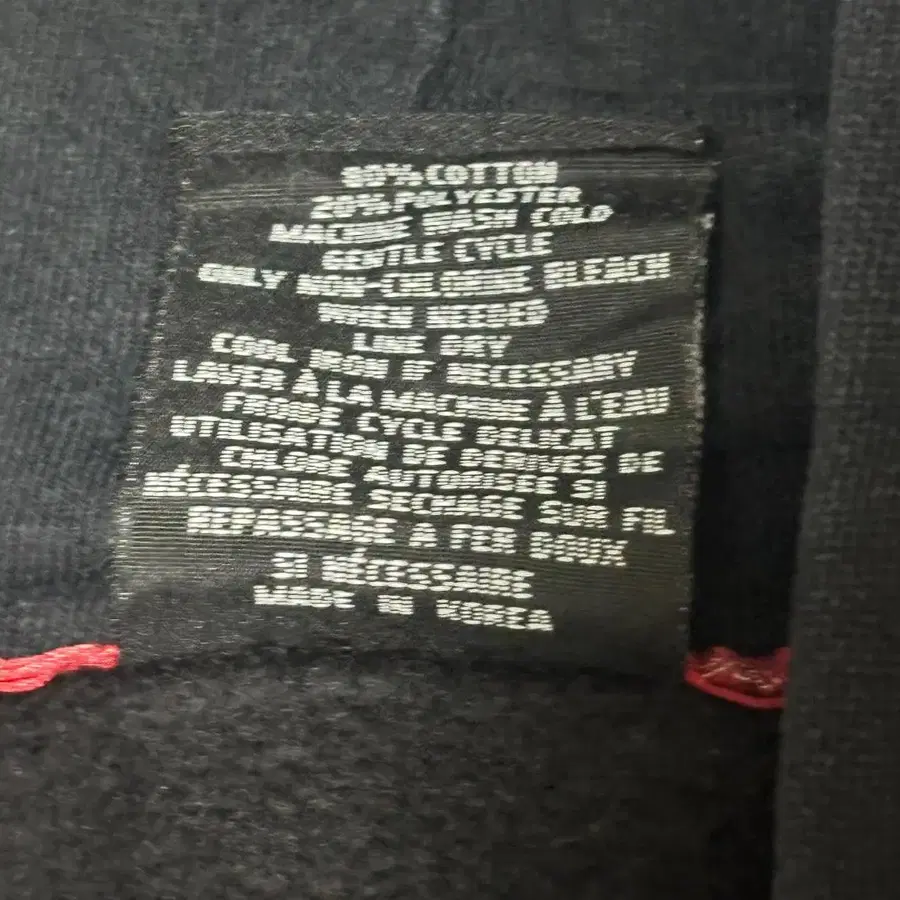 80% COTTON
20% POLYESTER
MACHINE WASH COLD
GENTLE CYCLE
ONLY NON-CHLORINE BLEACH
WHEN NEEDED
LINE DRY
COOL IRON IF NECESSARY
LAVER À LA MACHINE À L'EAU
FROIDE CYCLE DELICAT
UTILISATION DE DERIVES DE
CHLORE AUTORISEE SI
NÉCESSAIRE SECHAGE SUR FIL
REPASSAGE A FER DOUX
SI NÉCESSAIRE
MADE IN KOREA